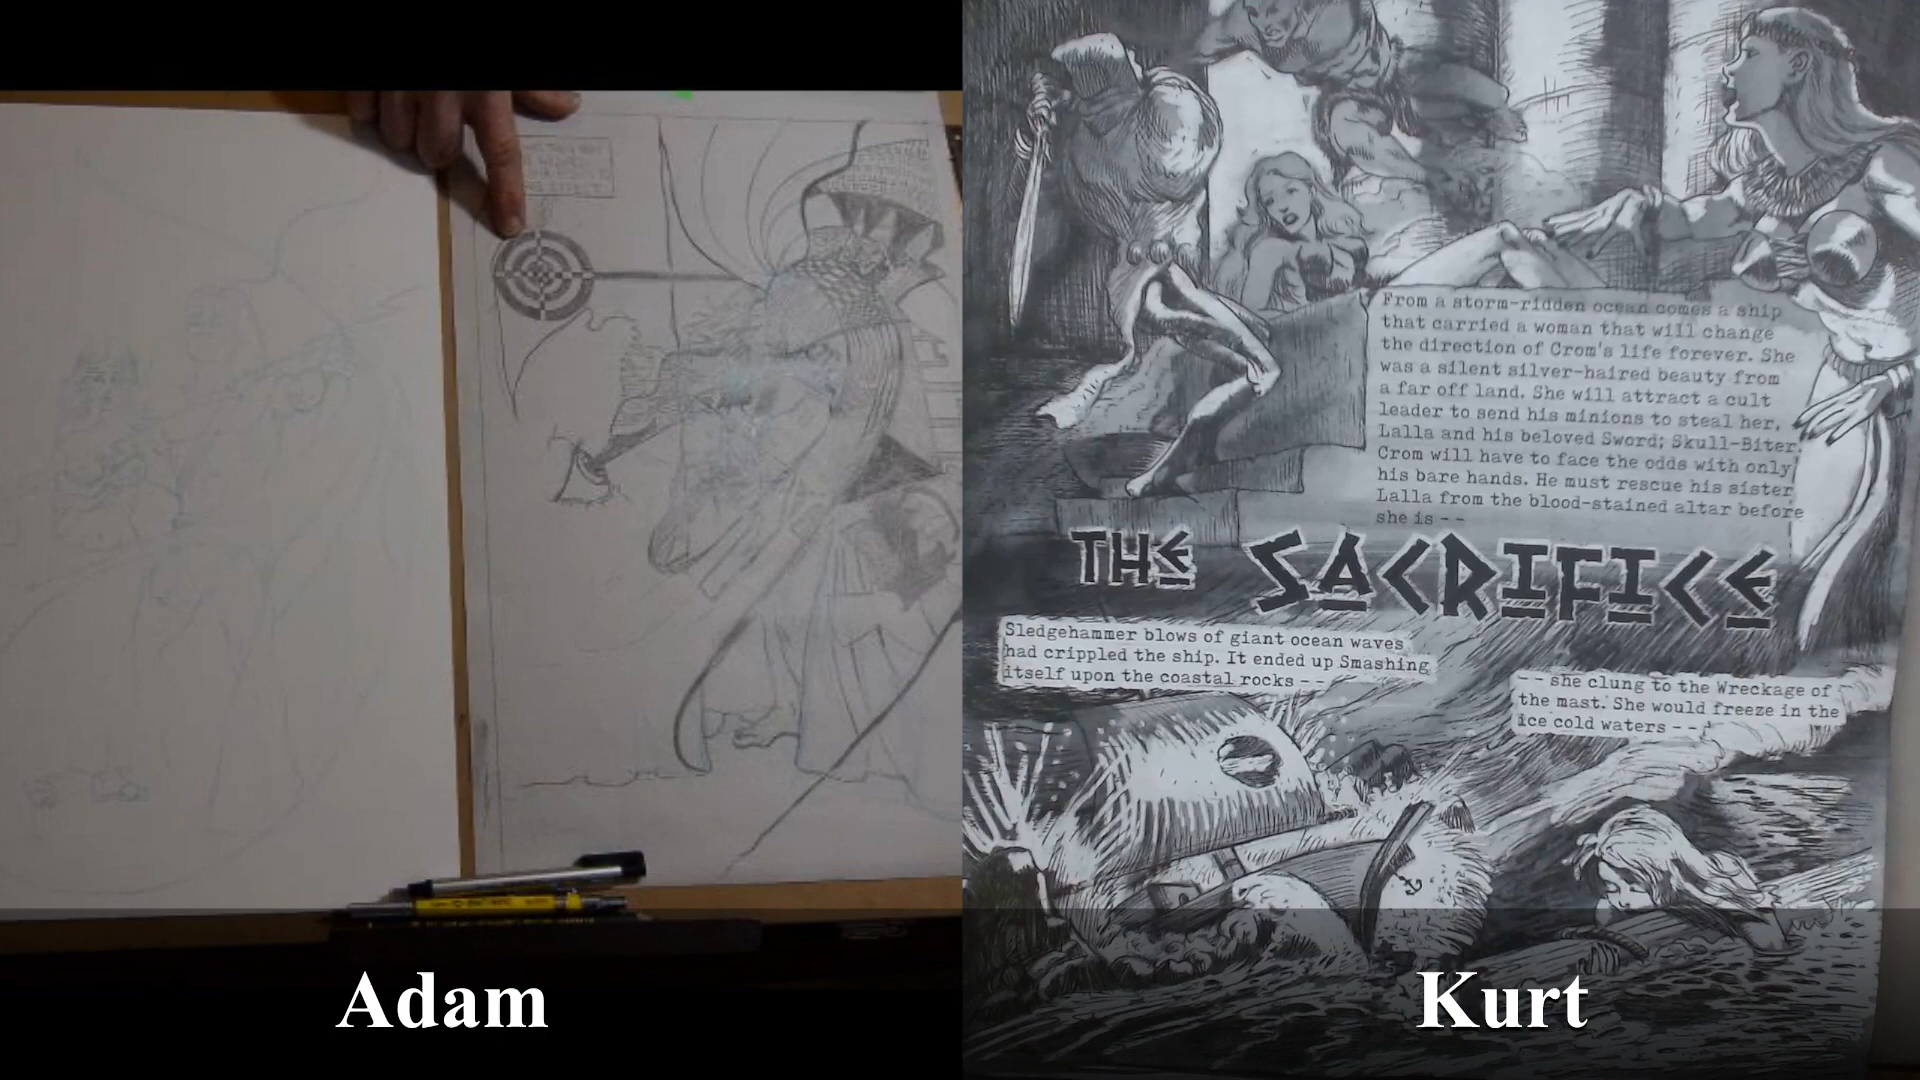 From a storm-ridden ocean comes a ship
that carried a woman that will change
the direction of Crom's life forever. She
was a silent silver-haired beauty from
a far off land. She will attract a cult
leader to send his minions to steal her,
Lalla and his beloved Sword; Skull-Biter.
Crom will have to face the odds with only
his bare hands. He must rescue his sister
Lalla from the blood-stained altar before
she is --
THE SACRIFICE
Sledgehammer blows of giant ocean waves
had crippled the ship. It ended up Smashing
itself upon the coastal rocks --
-- she clung to the Wreckage of
the mast. She would freeze in the
ice cold waters --
Adam
Kurt